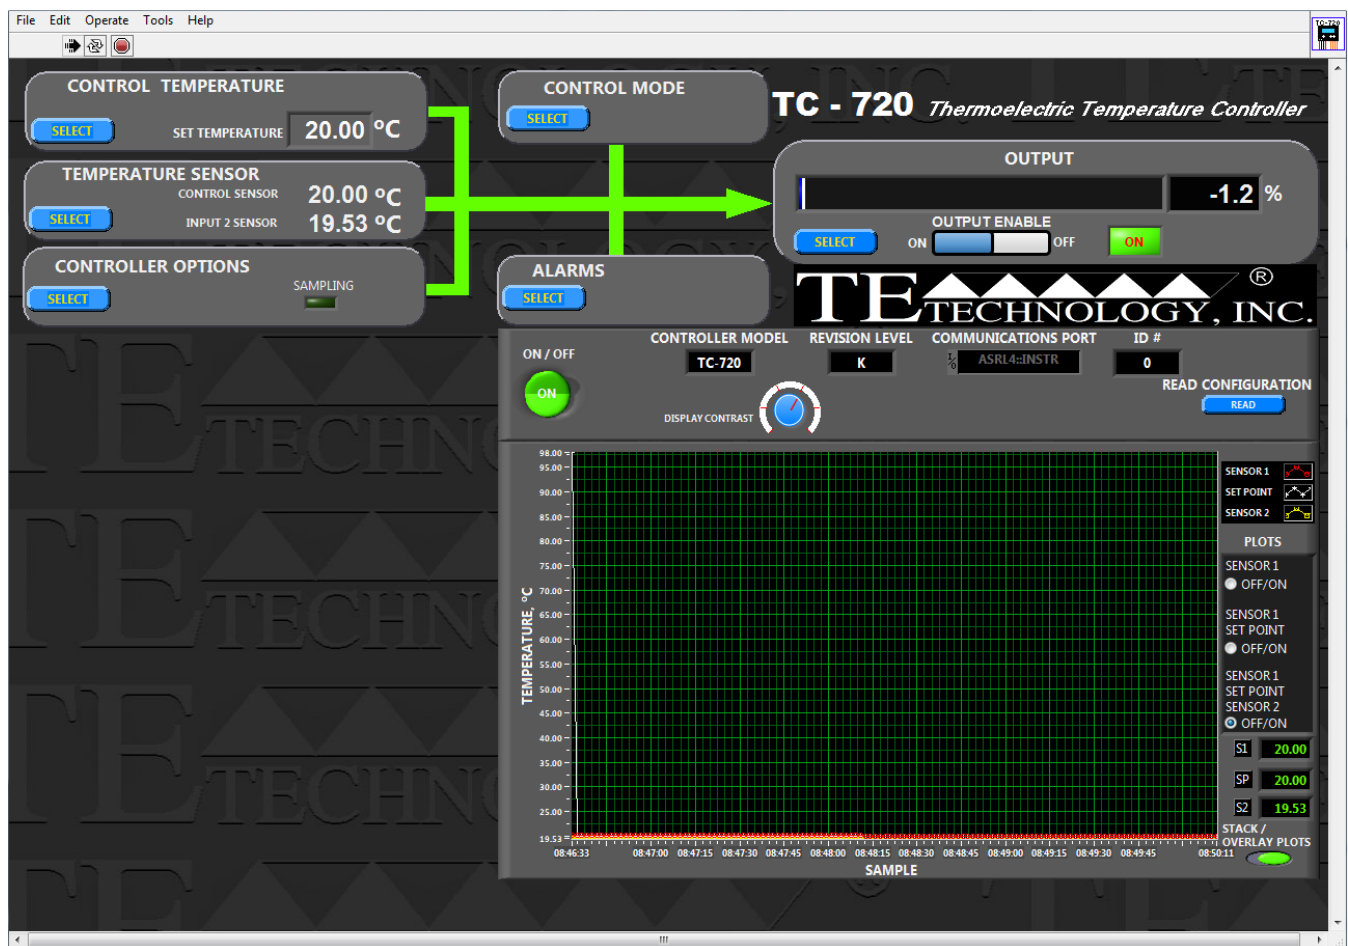 File Edit Operate Tools Help
TC-720
CONTROL TEMPERATURE
SELECT
SET TEMPERATURE 20.00 ºC
TEMPERATURE SENSOR
CONTROL SENSOR 20.00 ºC
SELECT
INPUT 2 SENSOR 19.53 ºC
CONTROLLER OPTIONS
SELECT
SAMPLING
CONTROL MODE
SELECT
ALARMS
SELECT
TC - 720 Thermoelectric Temperature Controller
OUTPUT
-1.2 %
OUTPUT ENABLE
SELECT
ON OFF
ON
TE TECHNOLOGY, INC. ®
ON / OFF
ON
CONTROLLER MODEL REVISION LEVEL COMMUNICATIONS PORT ID #
TC-720 K ASRL4::INSTR 0
READ CONFIGURATION
READ
DISPLAY CONTRAST
98.00
95.00
90.00
85.00
80.00
75.00
70.00
65.00
60.00
55.00
50.00
45.00
40.00
35.00
30.00
25.00
19.53
TEMPERATURE, ºC
08:46:33 08:47:00 08:47:15 08:47:30 08:47:45 08:48:00 08:48:15 08:48:30 08:48:45 08:49:00 08:49:15 08:49:30 08:49:45 08:50:11
SAMPLE
SENSOR 1
SET POINT
SENSOR 2
PLOTS
SENSOR 1
OFF/ON
SENSOR 1
SET POINT
OFF/ON
SENSOR 1
SET POINT
SENSOR 2
OFF/ON
S1 20.00
SP 20.00
S2 19.53
STACK /
OVERLAY PLOTS